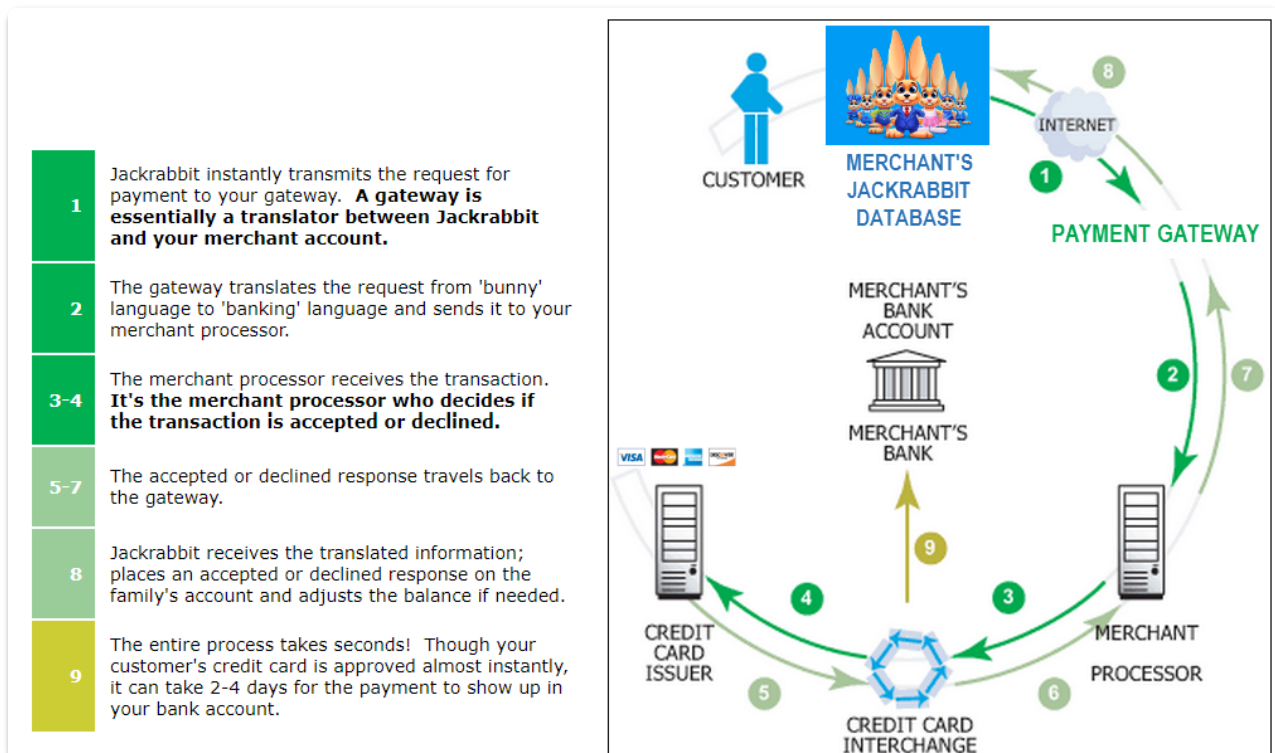 1
Jackrabbit instantly transmits the request for
payment to your gateway.  A gateway is
essentially a translator between Jackrabbit
and your merchant account.
2
The gateway translates the request from 'bunny'
language to 'banking' language and sends it to your
merchant processor.
3-4
The merchant processor receives the transaction.
It's the merchant processor who decides if
the transaction is accepted or declined.
5-7
The accepted or declined response travels back to
the gateway.
8
Jackrabbit receives the translated information;
places an accepted or declined response on the
family's account and adjusts the balance if needed.
9
The entire process takes seconds!  Though your
customer's credit card is approved almost instantly,
it can take 2-4 days for the payment to show up in
your bank account.
CUSTOMER
MERCHANT'S
JACKRABBIT
DATABASE
8
INTERNET
1
PAYMENT GATEWAY
MERCHANT'S
BANK
ACCOUNT
2
7
MERCHANT'S
BANK
VISA
MasterCard
DISCOVER
9
4
3
CREDIT
CARD
ISSUER
MERCHANT
PROCESSOR
5
6
CREDIT CARD
INTERCHANGE